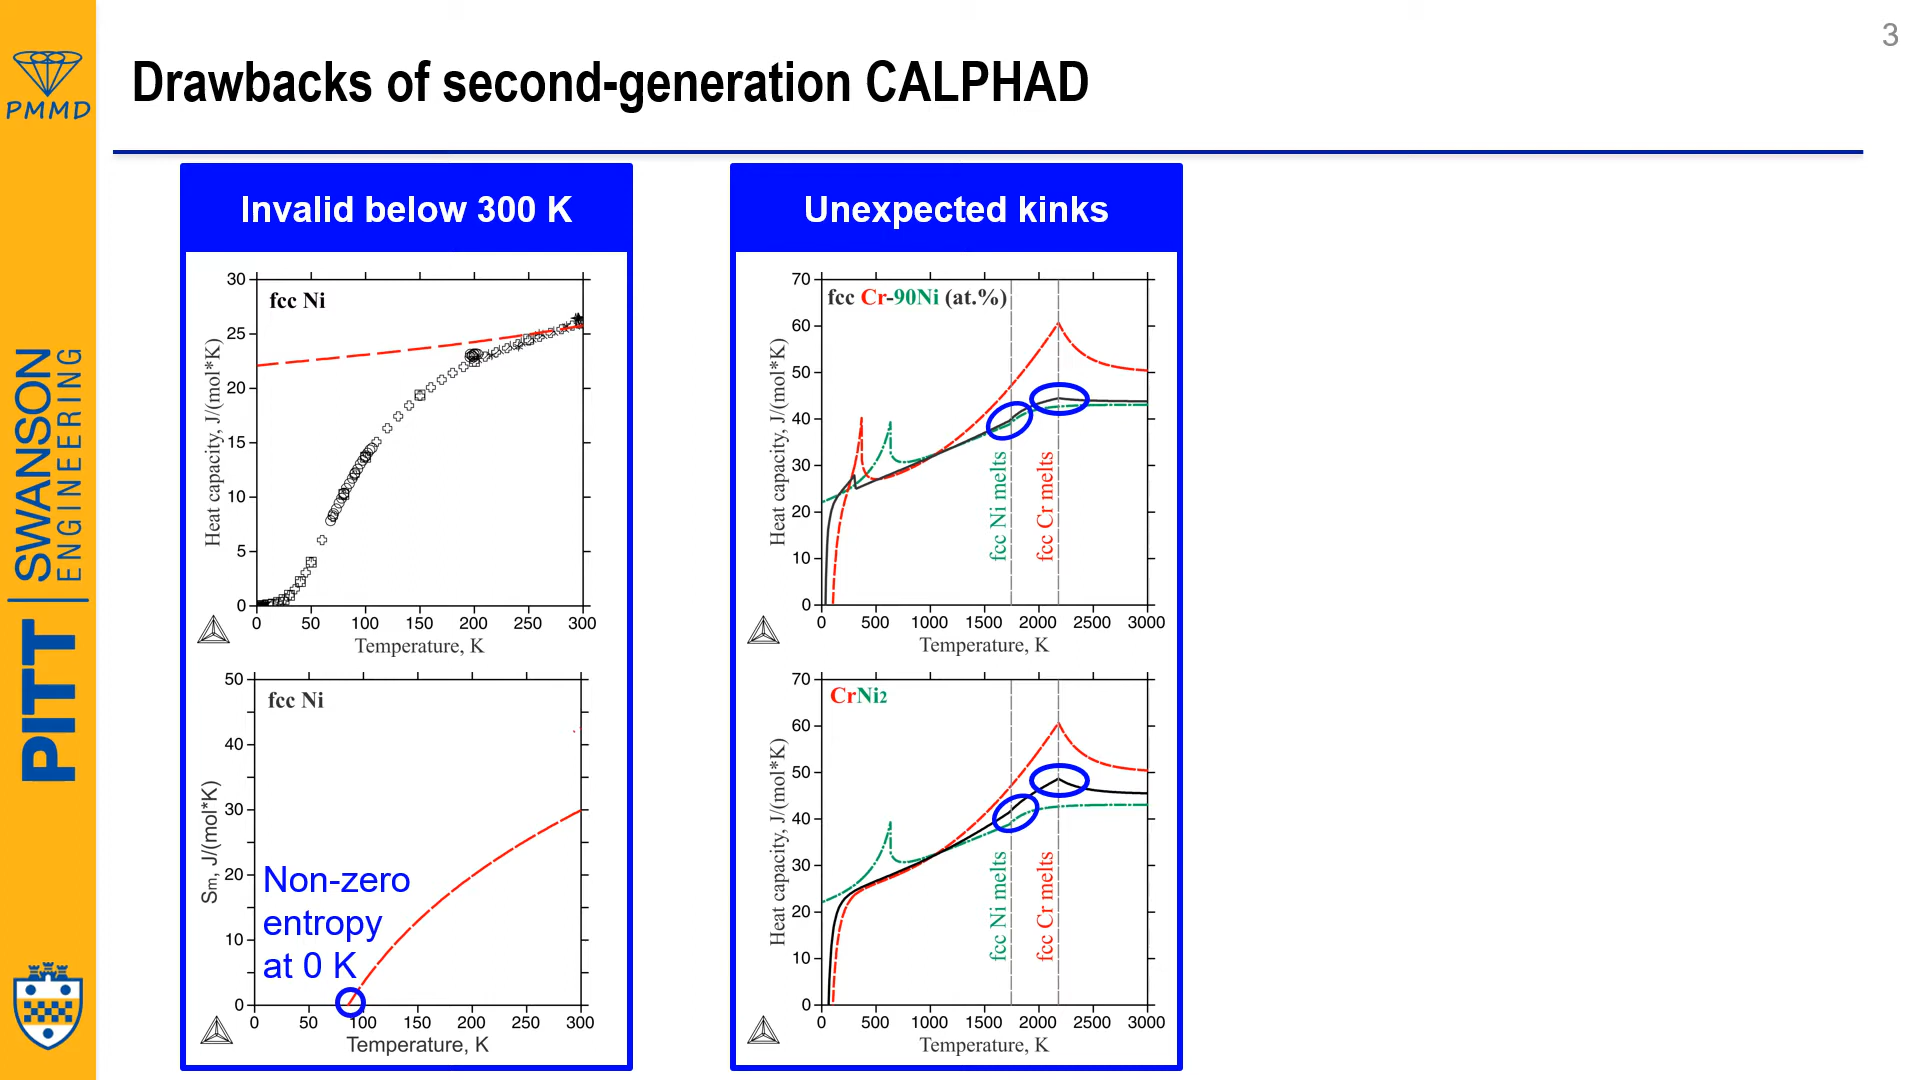 3
PMMD
Drawbacks of second-generation CALPHAD
SWANSON
ENGINEERING
PITT
Invalid below 300 K
30
25
20
15
10
5
0
fcc Ni
Heat capacity, J/(mol*K)
0 50 100 150 200 250 300
Temperature, K
50
40
30
20
10
0
fcc Ni
Sm, J/(mol*K)
Non-zero
entropy
at 0 K
0 50 100 150 200 250 300
Temperature, K
Unexpected kinks
70
60
50
40
30
20
10
0
fcc Cr-90Ni (at.%)
Heat capacity, J/(mol*K)
fcc Ni melts
fcc Cr melts
0 500 1000 1500 2000 2500 3000
Temperature, K
70
60
50
40
30
20
10
0
CrNi2
Heat capacity, J/(mol*K)
fcc Ni melts
fcc Cr melts
0 500 1000 1500 2000 2500 3000
Temperature, K